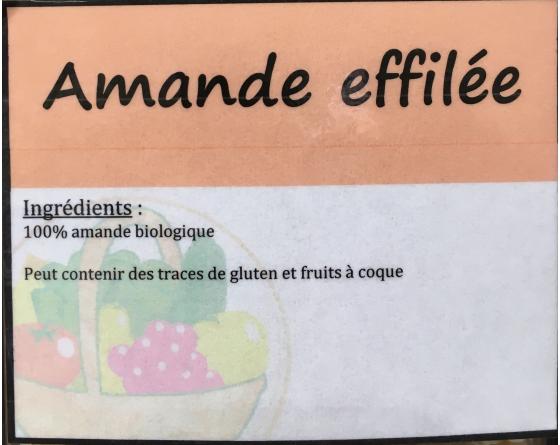 Amande effilée
Ingrédients :
100% amande biologique
Peut contenir des traces de gluten et fruits à coque